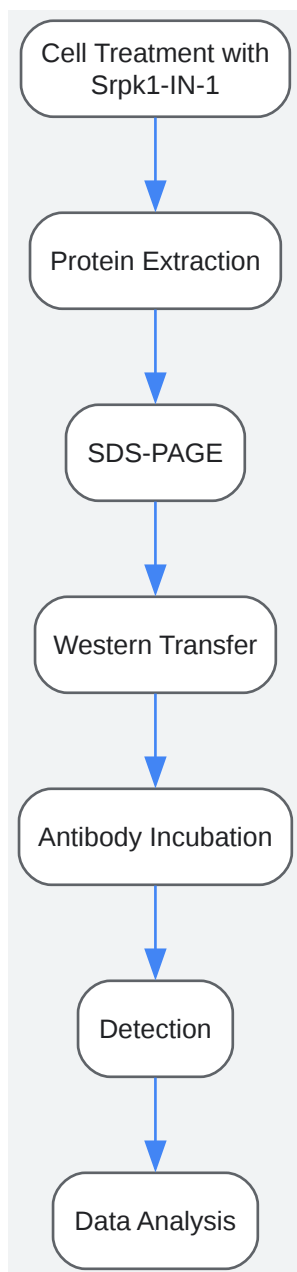 Cell Treatment with
Srpk1-IN-1
Protein Extraction
SDS-PAGE
Western Transfer
Antibody Incubation
Detection
Data Analysis